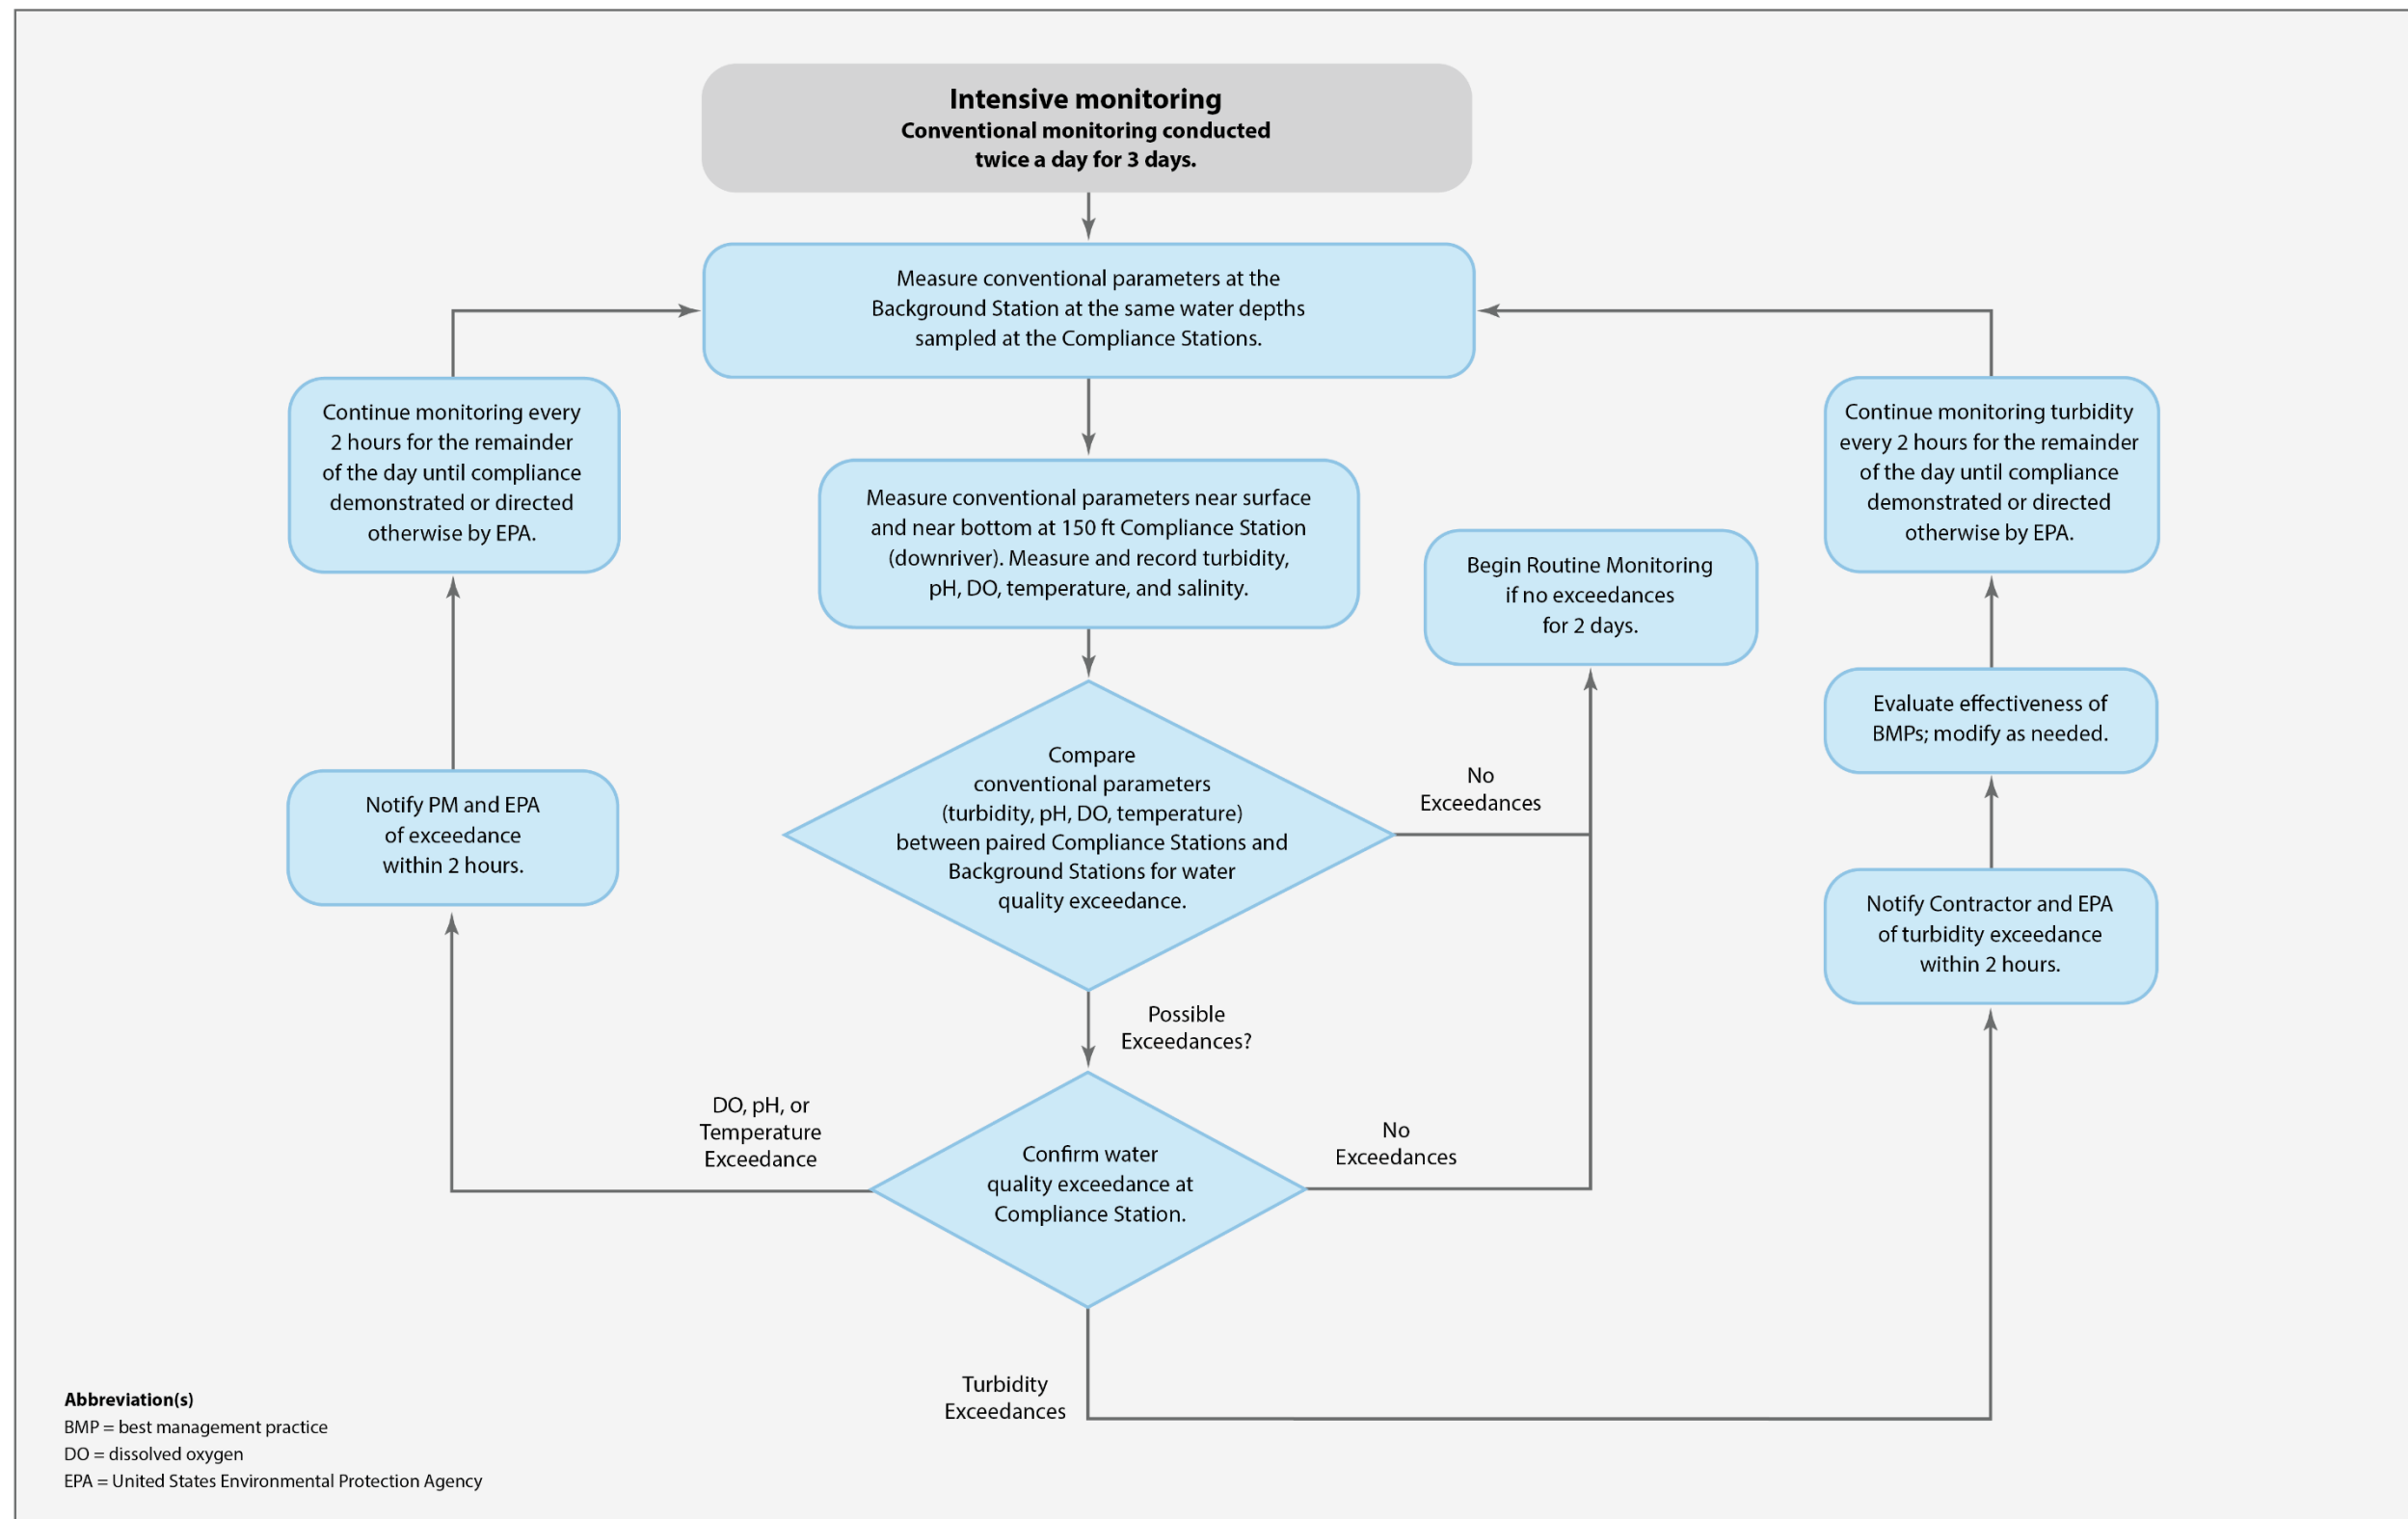 Intensive monitoring
Conventional monitoring conducted
twice a day for 3 days.
Measure conventional parameters at the
Background Station at the same water depths
sampled at the Compliance Stations.
Continue monitoring every
2 hours for the remainder
of the day until compliance
demonstrated or directed
otherwise by EPA.
Measure conventional parameters near surface
and near bottom at 150 ft Compliance Station
(downriver). Measure and record turbidity,
pH, DO, temperature, and salinity.
Begin Routine Monitoring
if no exceedances
for 2 days.
Continue monitoring turbidity
every 2 hours for the remainder
of the day until compliance
demonstrated or directed
otherwise by EPA.
Evaluate effectiveness of
BMPs; modify as needed.
Notify PM and EPA
of exceedance
within 2 hours.
Compare
conventional parameters
(turbidity, pH, DO, temperature)
between paired Compliance Stations and
Background Stations for water
quality exceedance.
No
Exceedances
Notify Contractor and EPA
of turbidity exceedance
within 2 hours.
Possible
Exceedances?
DO, pH, or
Temperature
Exceedance
Confirm water
quality exceedance at
Compliance Station.
No
Exceedances
Turbidity
Exceedances
Abbreviation(s)
BMP = best management practice
DO = dissolved oxygen
EPA = United States Environmental Protection Agency